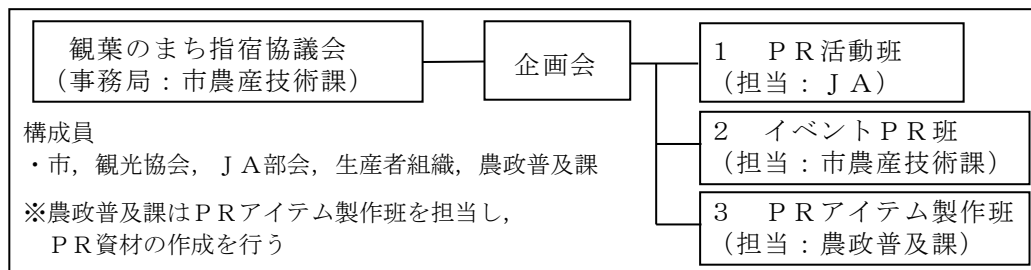 観葉のまち指宿協議会
(事務局:市農産技術課)
企画会
1 PR活動班
(担当:JA)
2 イベントPR班
(担当:市農産技術課)
3 PRアイテム製作班
(担当:農政普及課)
構成員
・市,観光協会,JA部会,生産者組織,農政普及課
※農政普及課はPRアイテム製作班を担当し,
PR資材の作成を行う